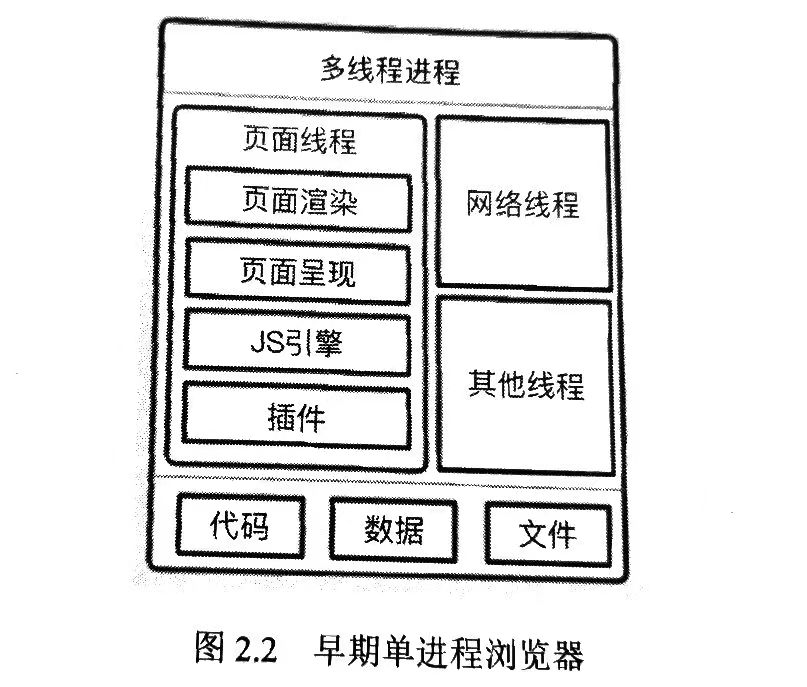 多线程进程
页面线程
页面渲染
页面呈现
JS引擎
插件
网络线程
其他线程
代码
数据
文件
图 2.2 早期单进程浏览器